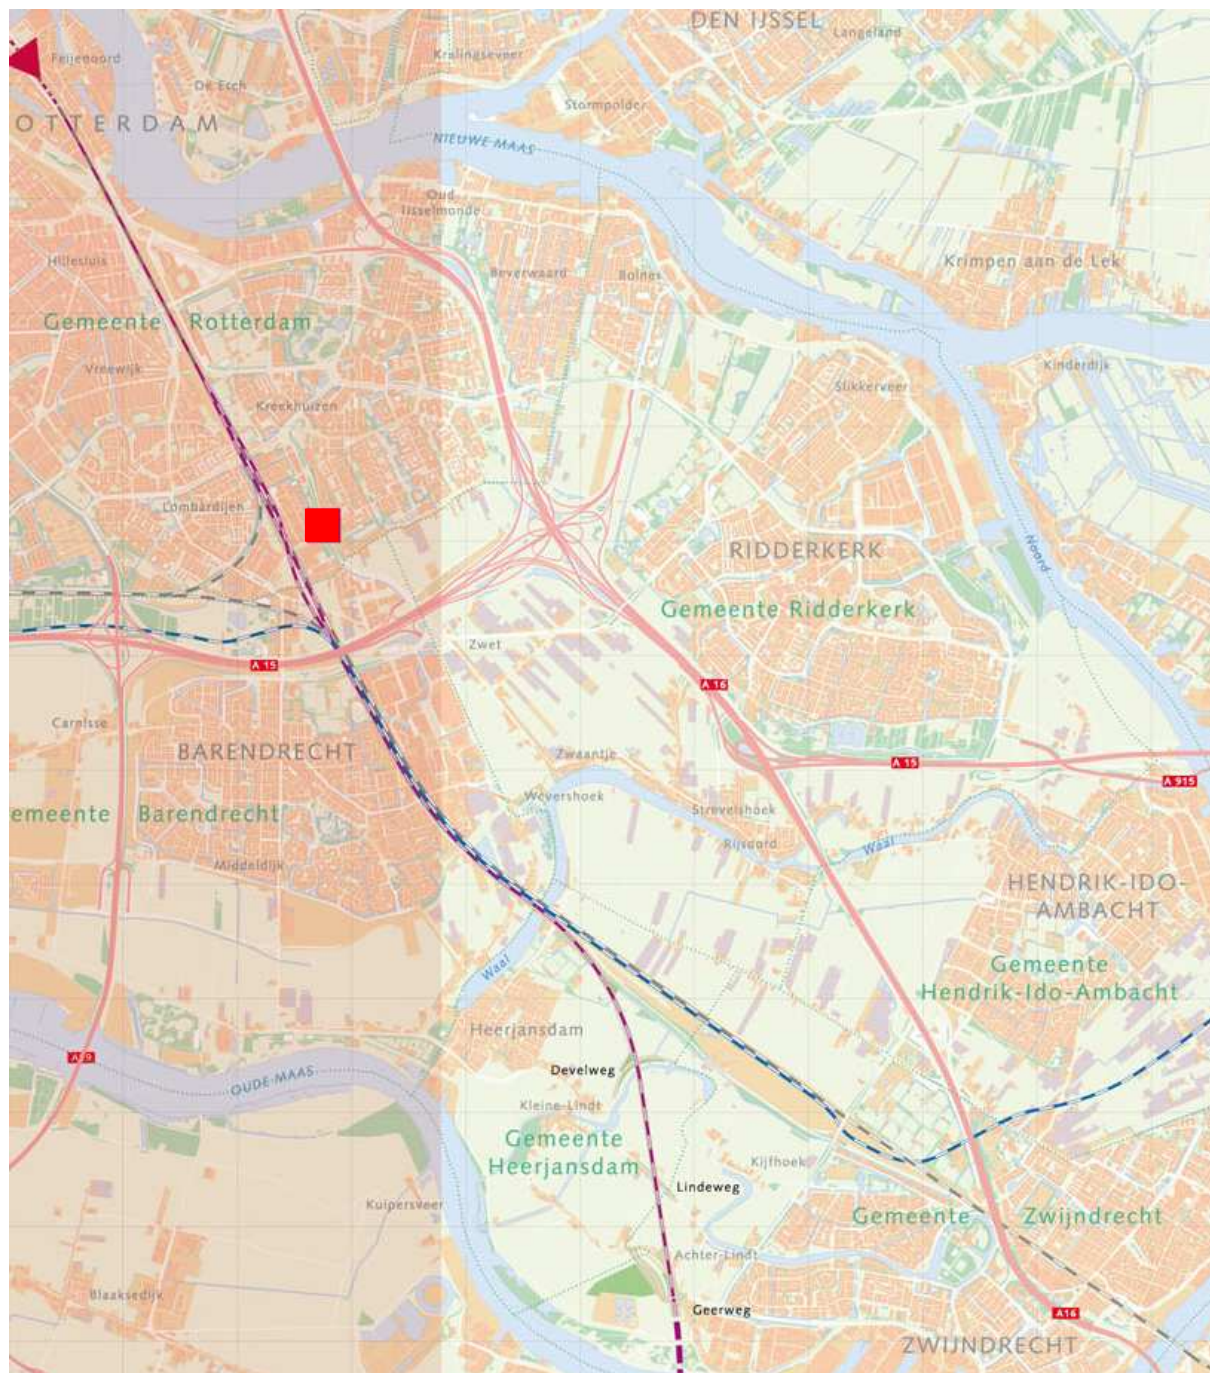 DEN IJSSEL
Langeland
Feijenoord
Kralingseveer
De Esch
Stormpolder
OTTERDAM
NIEUWE MAAS
Oud
IJsselmonde
Hillesluis
Beverwaard
Bolnes
Krimpen aan de Lek
Gemeente Rotterdam
Vreewijk
Kinderdijk
Slikkerveer
Kreekhuizen
Lombardijen
RIDDERKERK
Noord
Gemeente Ridderkerk
Zwet
A 15
A 16
Carnisse
BARENDRECHT
Zwaantje
A 15
A 915
Wevershoek
emeente Barendrecht
Strevelshoek
Rijsoord
Waal
Middeldijk
HENDRIK-IDO-
AMBACHT
Waal
Gemeente
Hendrik-Ido-Ambacht
Heerjansdam
Develweg
OUDE MAAS
Kleine-Lindt
Gemeente
Heerjansdam
Kijfhoek
Lindeweg
Kuipersveer
Gemeente Zwijndrecht
Achter-Lindt
Blaaksedijk
Geerweg
A16
ZWIJNDRECHT